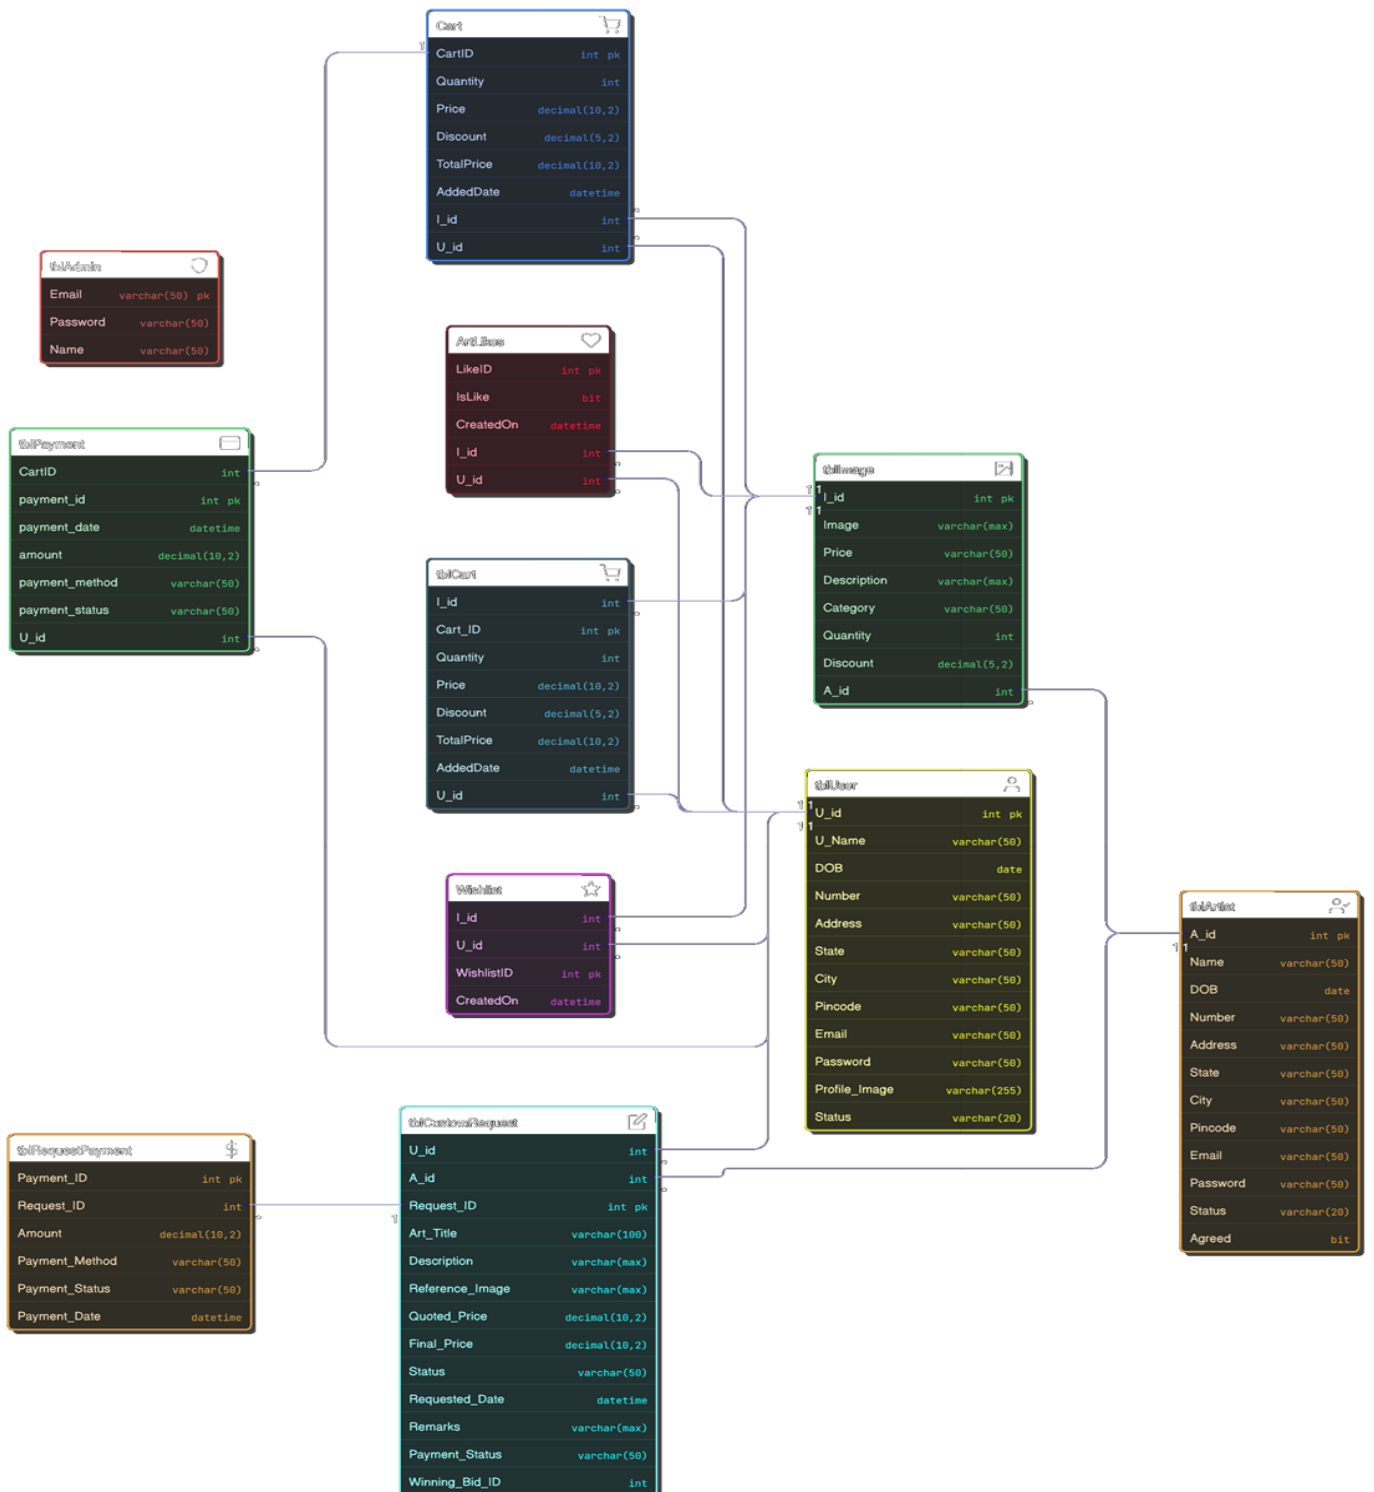 Cart
CartID int pk
Quantity int
Price decimal(10,2)
Discount decimal(5,2)
TotalPrice decimal(10,2)
AddedDate datetime
I_id int
U_id int
tblAdmin
Email varchar(50) pk
Password varchar(50)
Name varchar(50)
ArtLikes
LikeID int pk
IsLike bit
CreatedOn datetime
I_id int
U_id int
tblPayment
CartID int
payment_id int pk
payment_date datetime
amount decimal(10,2)
payment_method varchar(50)
payment_status varchar(50)
U_id int
tblImage
I_id int pk
Image varchar(max)
Price varchar(50)
Description varchar(max)
Category varchar(50)
Quantity int
Discount decimal(5,2)
A_id int
tblCart
I_id int
Cart_ID int pk
Quantity int
Price decimal(10,2)
Discount decimal(5,2)
TotalPrice decimal(10,2)
AddedDate datetime
U_id int
tblUser
U_id int pk
U_Name varchar(50)
DOB date
Number varchar(50)
Address varchar(50)
State varchar(50)
City varchar(50)
Pincode varchar(50)
Email varchar(50)
Password varchar(50)
Profile_Image varchar(255)
Status varchar(20)
Wishlist
I_id int
U_id int
WishlistID int pk
CreatedOn datetime
tblArtist
A_id int pk
Name varchar(50)
DOB date
Number varchar(50)
Address varchar(50)
State varchar(50)
City varchar(50)
Pincode varchar(50)
Email varchar(50)
Password varchar(50)
Status varchar(20)
Agreed bit
tblRequestPayment
Payment_ID int pk
Request_ID int
Amount decimal(10,2)
Payment_Method varchar(50)
Payment_Status varchar(50)
Payment_Date datetime
tblCustomRequest
U_id int
A_id int
Request_ID int pk
Art_Title varchar(100)
Description varchar(max)
Reference_Image varchar(max)
Quoted_Price decimal(10,2)
Final_Price decimal(10,2)
Status varchar(50)
Requested_Date datetime
Remarks varchar(max)
Payment_Status varchar(50)
Winning_Bid_ID int